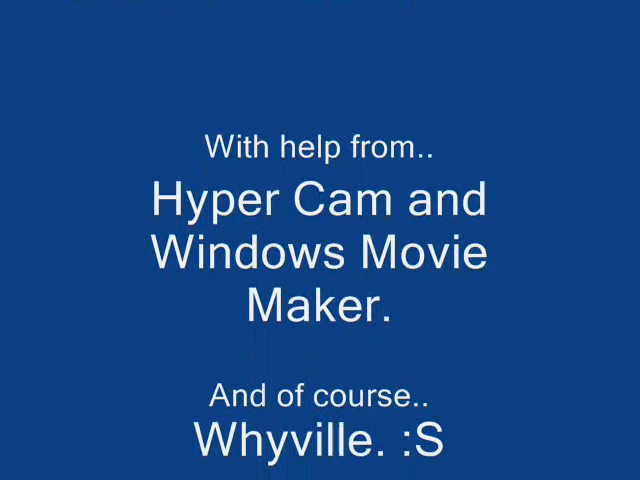 With help from..
Hyper Cam and
Windows Movie
Maker.
And of course..
Whyville. :S